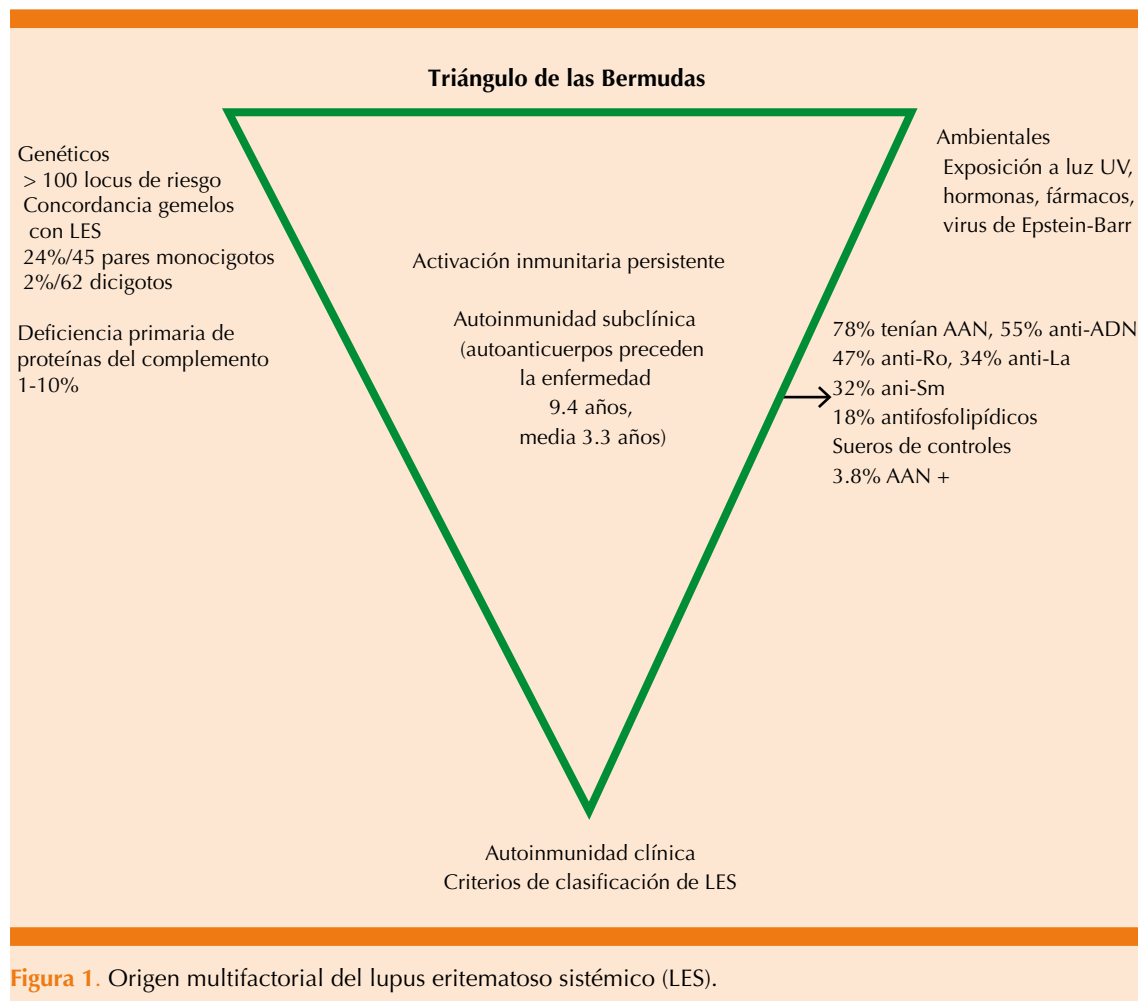 Triángulo de las Bermudas
Genéticos
> 100 locus de riesgo
Concordancia gemelos
con LES
24%/45 pares monocigotos
2%/62 dicigotos
Deficiencia primaria de
proteínas del complemento
1-10%
Activación inmunitaria persistente
Autoinmunidad subclínica
(autoanticuerpos preceden
la enfermedad
9.4 años,
media 3.3 años)
Ambientales
Exposición a luz UV,
hormonas, fármacos,
virus de Epstein-Barr
78% tenían AAN, 55% anti-ADN
47% anti-Ro, 34% anti-La
32% ani-Sm
18% antifosfolipídicos
Sueros de controles
3.8% AAN +
Autoinmunidad clínica
Criterios de clasificación de LES
Figura 1. Origen multifactorial del lupus eritematoso sistémico (LES).